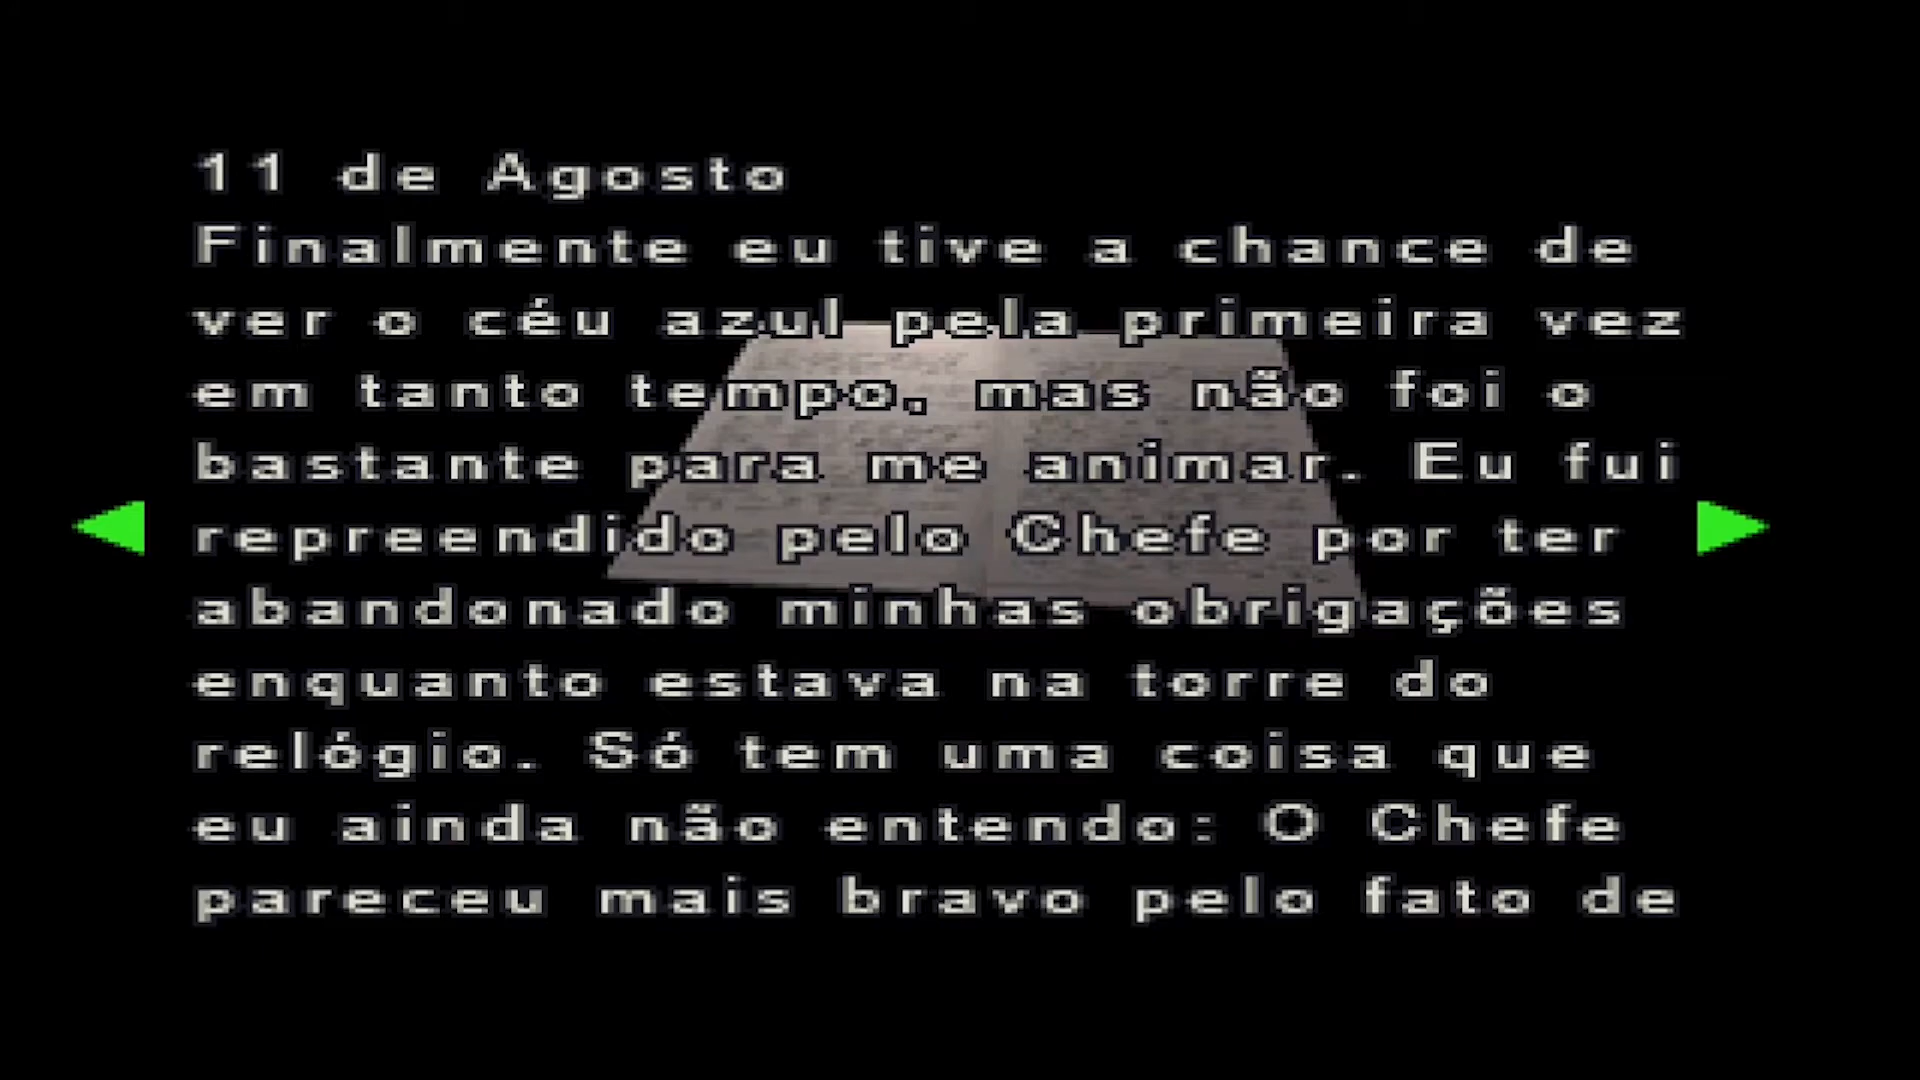 11 de Agosto
Finalmente eu tive a chance de
ver o céu azul pela primeira vez
em tanto tempo, mas não foi o
bastante para me animar. Eu fui
repreendido pelo Chefe por ter
abandonado minhas obrigações
enquanto estava na torre do
relógio. Só tem uma coisa que
eu ainda não entendo: O Chefe
pareceu mais bravo pelo fato de